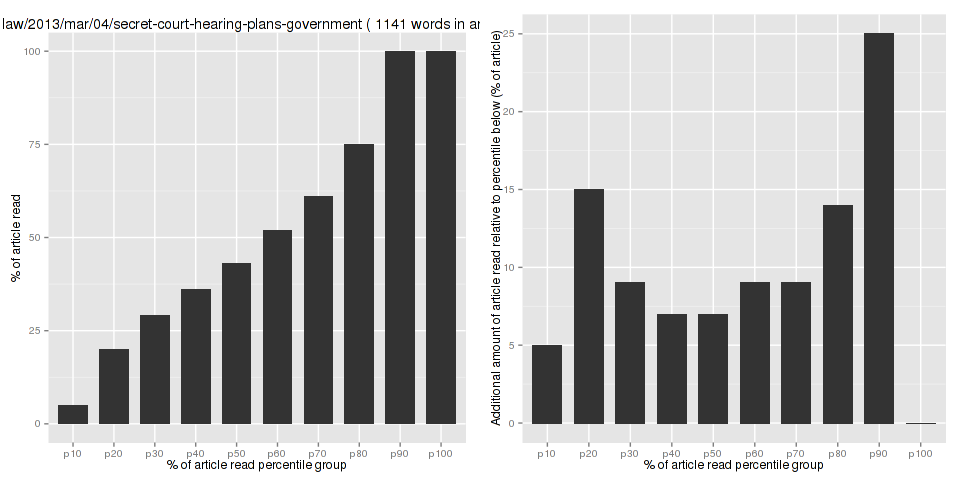 law/2013/mar/04/secret-court-hearing-plans-government ( 1141 words in ar
100
75
50
25
0
% of article read
p10 p20 p30 p40 p50 p60 p70 p80 p90 p100
% of article read percentile group
25
20
15
10
5
0
Additional amount of article read relative to percentile below (% of article)
p10 p20 p30 p40 p50 p60 p70 p80 p90 p100
% of article read percentile group